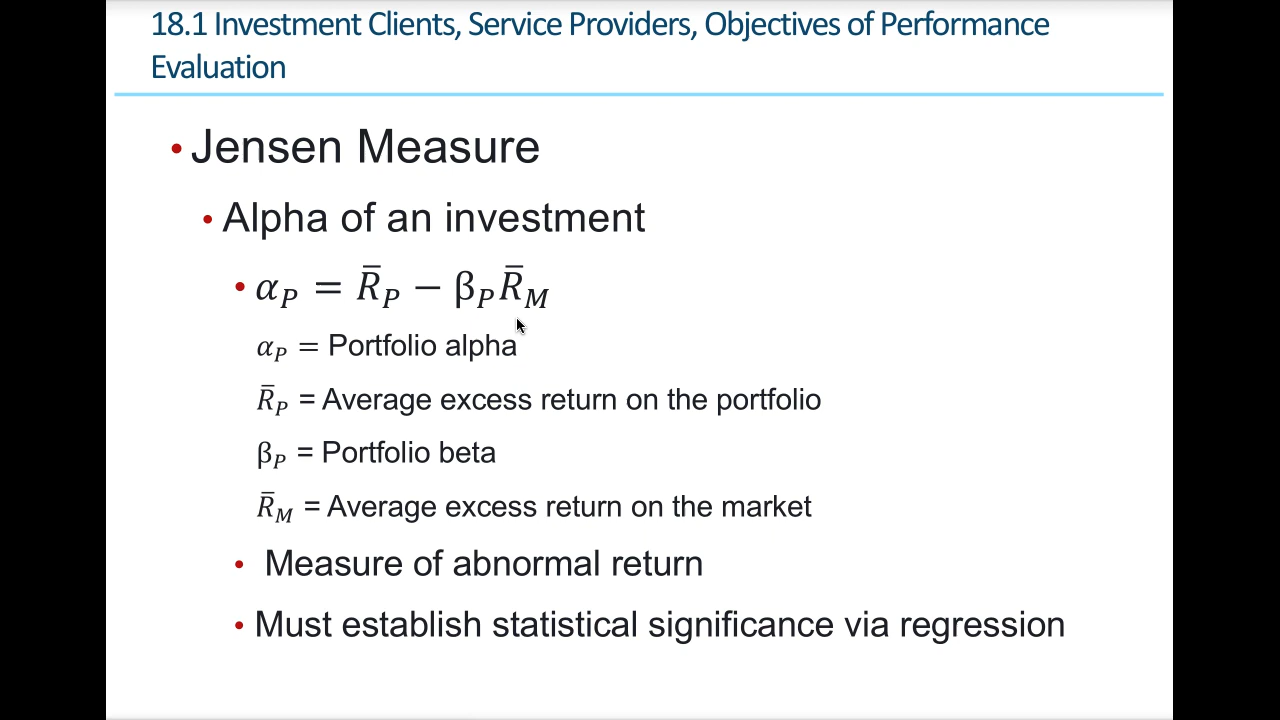 18.1 Investment Clients, Service Providers, Objectives of Performance
Evaluation
• Jensen Measure
• Alpha of an investment
• α_P = R̄_P − β_P R̄_M
α_P = Portfolio alpha
R̄_P = Average excess return on the portfolio
β_P = Portfolio beta
R̄_M = Average excess return on the market
• Measure of abnormal return
• Must establish statistical significance via regression